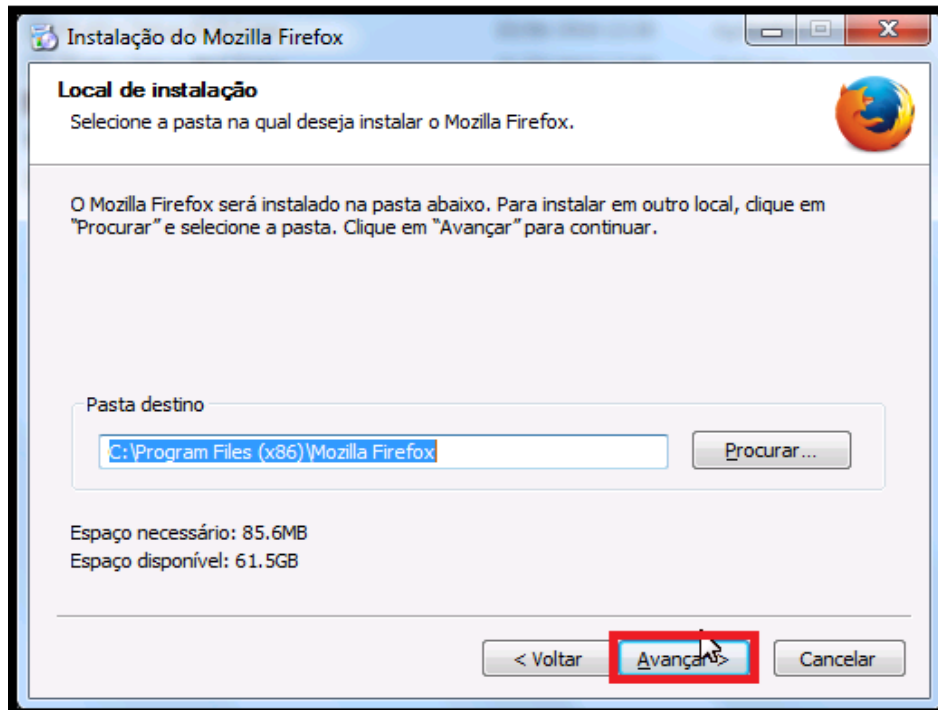 Instalação do Mozilla Firefox
Local de instalação
Selecione a pasta na qual deseja instalar o Mozilla Firefox.
O Mozilla Firefox será instalado na pasta abaixo. Para instalar em outro local, clique em
"Procurar" e selecione a pasta. Clique em "Avançar" para continuar.
Pasta destino
C:\Program Files (x86)\Mozilla Firefox
Procurar...
Espaço necessário: 85.6MB
Espaço disponível: 61.5GB
< Voltar
Avançar >
Cancelar